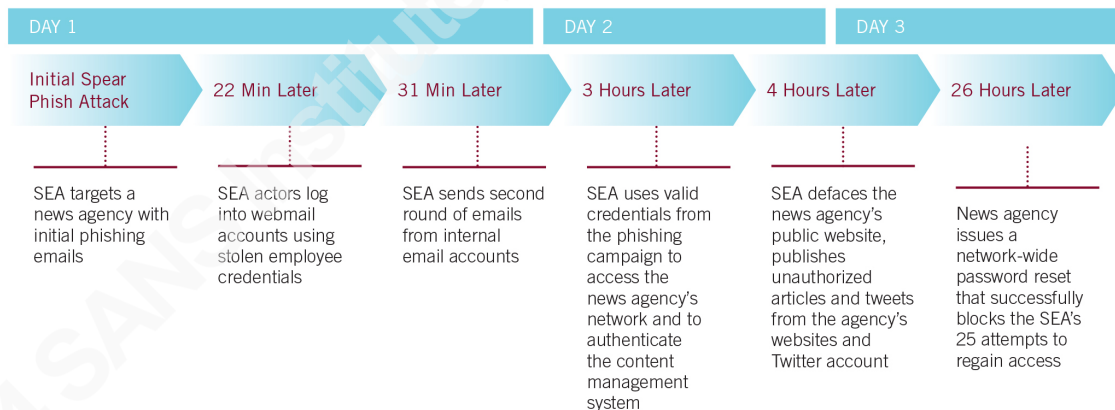 DAY 1
DAY 2
DAY 3
Initial Spear
Phish Attack
22 Min Later
31 Min Later
3 Hours Later
4 Hours Later
26 Hours Later
SEA targets a
news agency with
initial phishing
emails
SEA actors log
into webmail
accounts using
stolen employee
credentials
SEA sends second
round of emails
from internal
email accounts
SEA uses valid
credentials from
the phishing
campaign to
access the
news agency's
network and to
authenticate
the content
management
system
SEA defaces the
news agency's
public website,
publishes
unauthorized
articles and tweets
from the agency's
websites and
Twitter account
News agency
issues a
network-wide
password reset
that successfully
blocks the SEA's
25 attempts to
regain access
4 SANS Institute